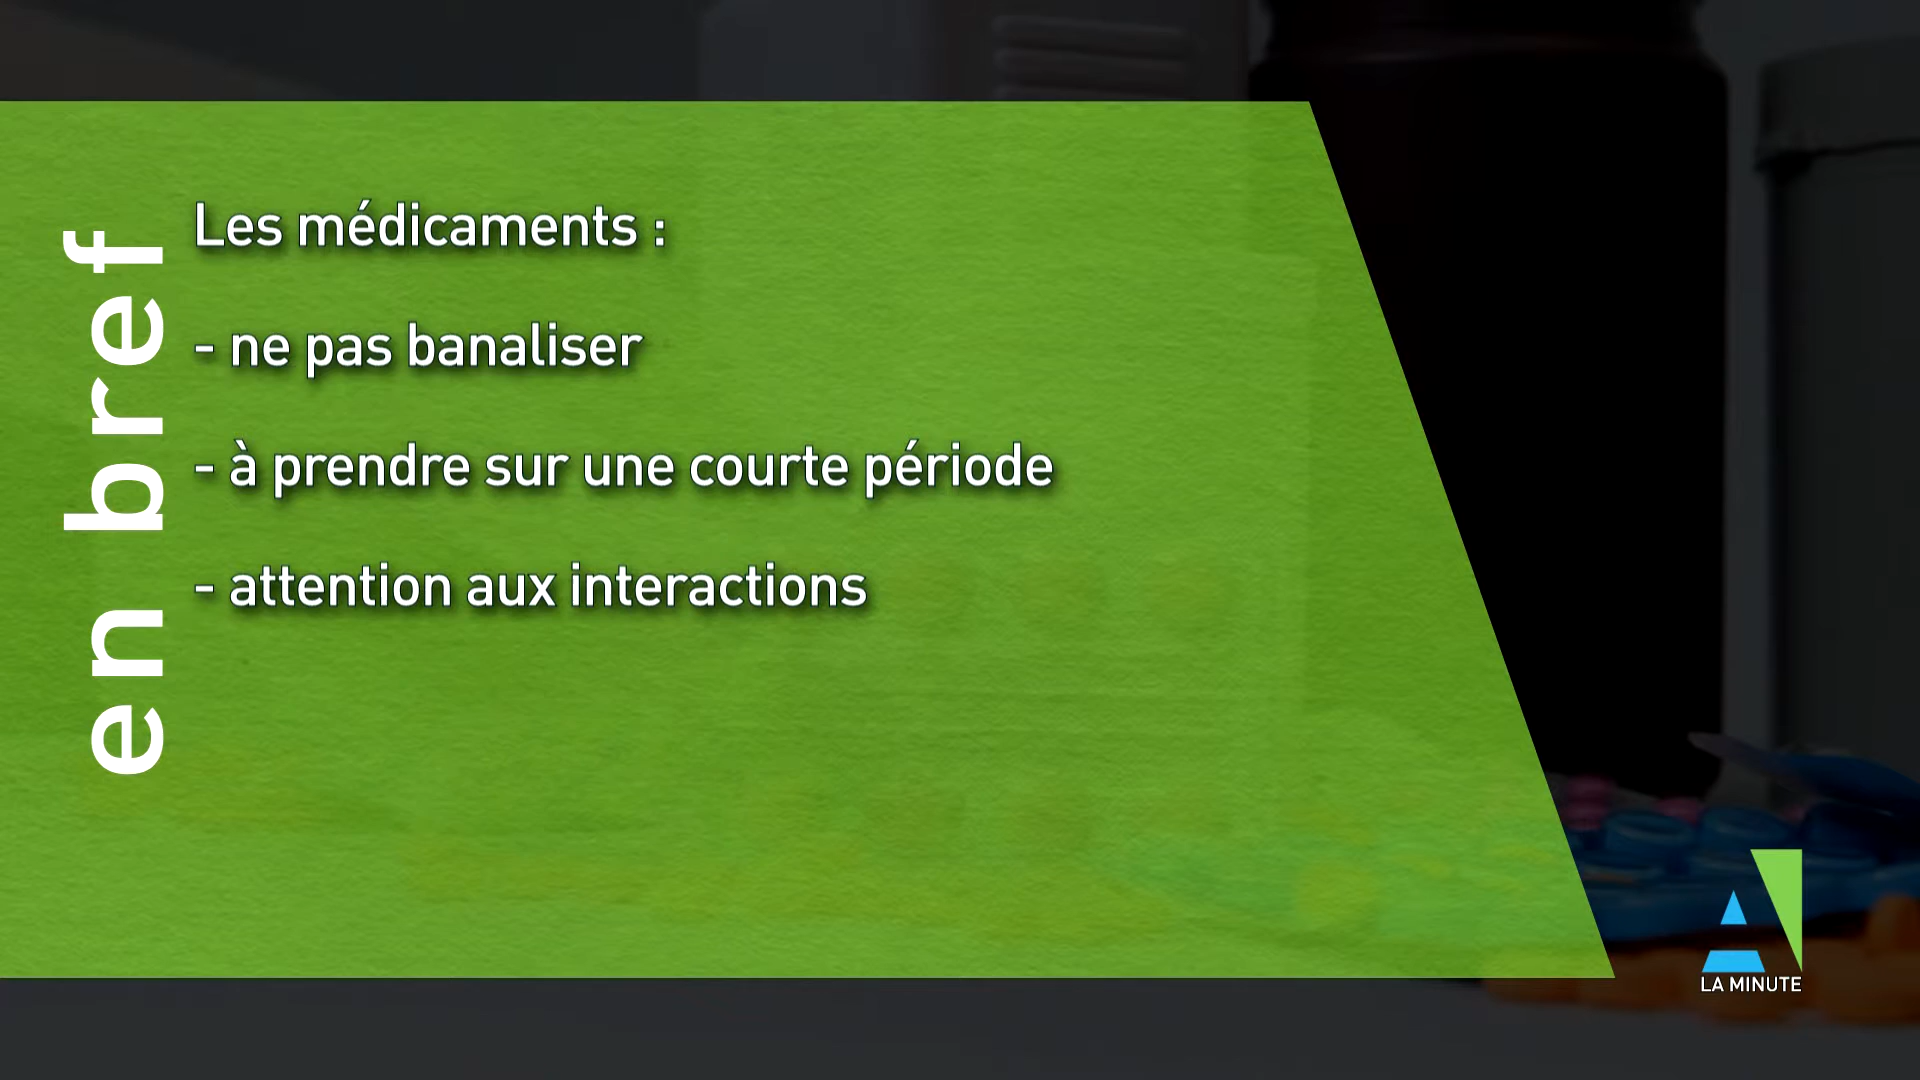 en bref
Les médicaments :
- ne pas banaliser
- à prendre sur une courte période
- attention aux interactions
LA MINUTE